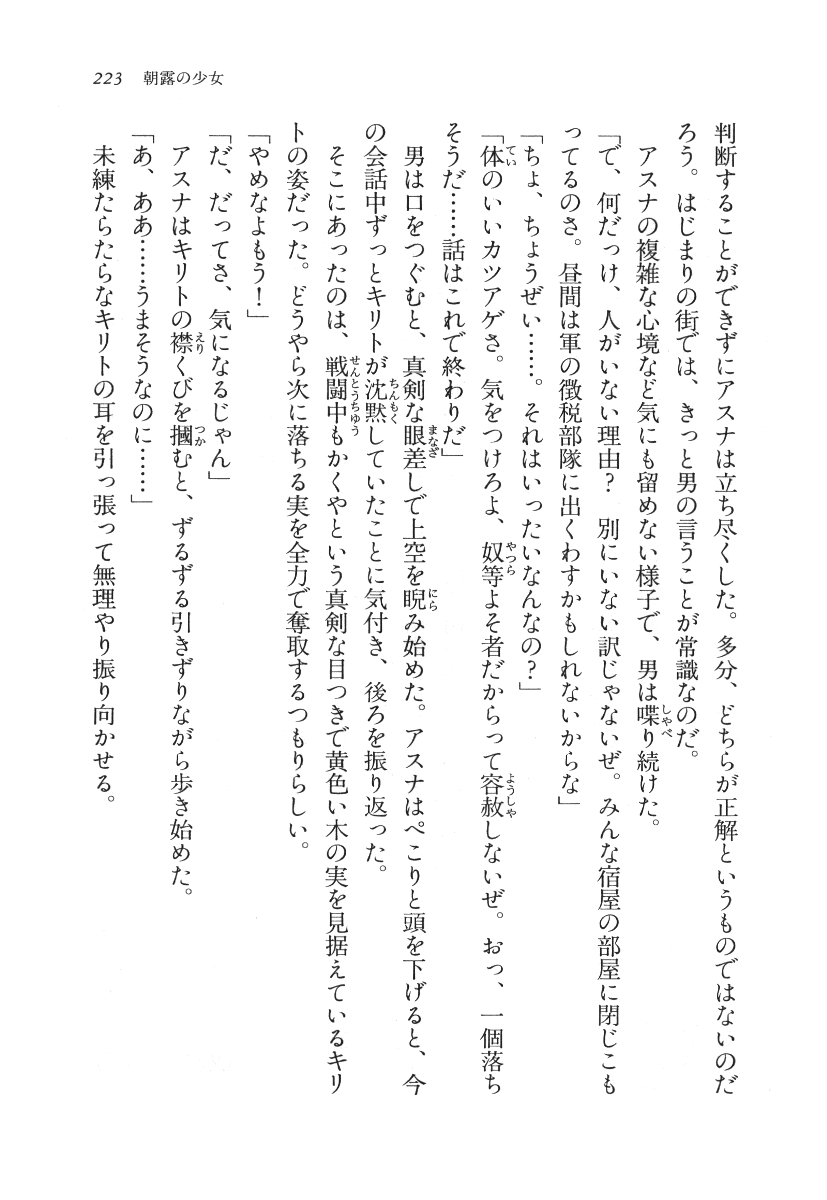 223　朝露の少女
判断することができずにアスナは立ち尽くした。多分、どちらが正解というものではないのだ
ろう。はじまりの街では、きっと男の言うことが常識なのだ。
　アスナの複雑な心境など気にも留めない様子で、男は喋り続けた。
「で、何だっけ、人がいない理由？　別にいない訳じゃないぜ。みんな宿屋の部屋に閉じこも
ってるのさ。昼間は軍の徴税部隊に出くわすかもしれないからな」
「ちょ、ちょうぜい……。それはいったいなんなの？」
「体のいいカツアゲさ。気をつけろよ、奴等よそ者だからって容赦しないぜ。おっ、一個落ち
そうだ……話はこれで終わりだ」
　男は口をつぐむと、真剣な眼差しで上空を睨み始めた。アスナはぺこりと頭を下げると、今
の会話中ずっとキリトが沈黙していたことに気付き、後ろを振り返った。
　そこにあったのは、戦闘中もかくやという真剣な目つきで黄色い木の実を見据えているキリ
トの姿だった。どうやら次に落ちる実を全力で奪取するつもりらしい。
「やめなよもう！」
「だ、だってさ、気になるじゃん」
　アスナはキリトの襟くびを摑むと、ずるずる引きずりながら歩き始めた。
「あ、ああ……うまそうなのに……」
　未練たらたらなキリトの耳を引っ張って無理やり振り向かせる。